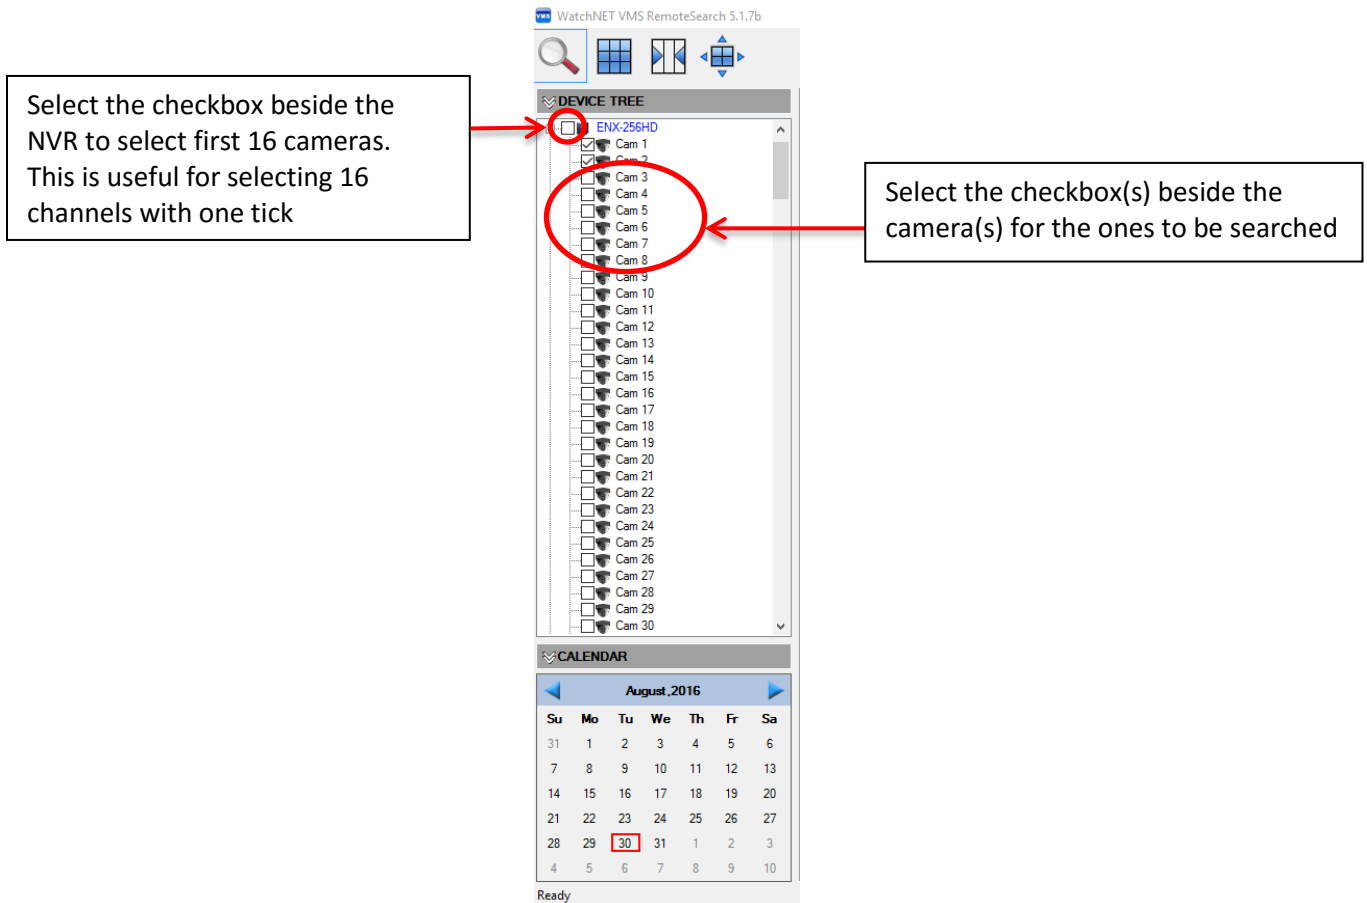 WatchNET VMS RemoteSearch 5.1.7b
DEVICE TREE
Select the checkbox beside the
NVR to select first 16 cameras.
This is useful for selecting 16
channels with one tick
ENX-256HD
Cam 1
Cam 2
Cam 3
Cam 4
Cam 5
Cam 6
Cam 7
Cam 8
Cam 9
Cam 10
Cam 11
Cam 12
Cam 13
Cam 14
Cam 15
Cam 16
Cam 17
Cam 18
Cam 19
Cam 20
Cam 21
Cam 22
Cam 23
Cam 24
Cam 25
Cam 26
Cam 27
Cam 28
Cam 29
Cam 30
Select the checkbox(s) beside the
camera(s) for the ones to be searched
CALENDAR
August,2016
Su Mo Tu We Th Fr Sa
31 1 2 3 4 5 6
7 8 9 10 11 12 13
14 15 16 17 18 19 20
21 22 23 24 25 26 27
28 29 30 31 1 2 3
4 5 6 7 8 9 10
Ready